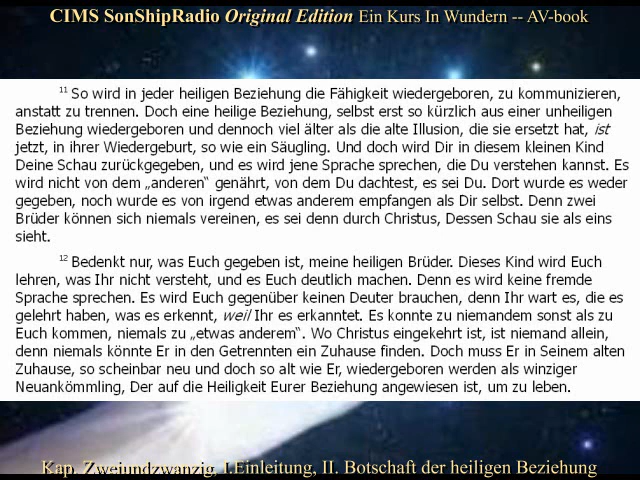 CIMS SonShipRadio Original Edition Ein Kurs In Wundern -- AV-book
11 So wird in jeder heiligen Beziehung die Fähigkeit wiedergeboren, zu kommunizieren,
anstatt zu trennen. Doch eine heilige Beziehung, selbst erst so kürzlich aus einer unheiligen
Beziehung wiedergeboren und dennoch viel älter als die alte Illusion, die sie ersetzt hat, ist
jetzt, in ihrer Wiedergeburt, so wie ein Säugling. Und doch wird Dir in diesem kleinen Kind
Deine Schau zurückgegeben, und es wird jene Sprache sprechen, die Du verstehen kannst. Es
wird nicht von dem „anderen“ genährt, von dem Du dachtest, es sei Du. Dort wurde es weder
gegeben, noch wurde es von irgend etwas anderem empfangen als Dir selbst. Denn zwei
Brüder können sich niemals vereinen, es sei denn durch Christus, Dessen Schau sie als eins
sieht.
12 Bedenkt nur, was Euch gegeben ist, meine heiligen Brüder. Dieses Kind wird Euch
lehren, was Ihr nicht versteht, und es Euch deutlich machen. Denn es wird keine fremde
Sprache sprechen. Es wird Euch gegenüber keinen Deuter brauchen, denn Ihr wart es, die es
gelehrt haben, was es erkennt, weil Ihr es erkanntet. Es konnte zu niemandem sonst als zu
Euch kommen, niemals zu „etwas anderem“. Wo Christus eingekehrt ist, ist niemand allein,
denn niemals könnte Er in den Getrennten ein Zuhause finden. Doch muss Er in Seinem alten
Zuhause, so scheinbar neu und doch so alt wie Er, wiedergeboren werden als winziger
Neuankömmling, Der auf die Heiligkeit Eurer Beziehung angewiesen ist, um zu leben.
Kap. Zweiundzwanzig, I.Einleitung, II. Botschaft der heiligen Beziehung